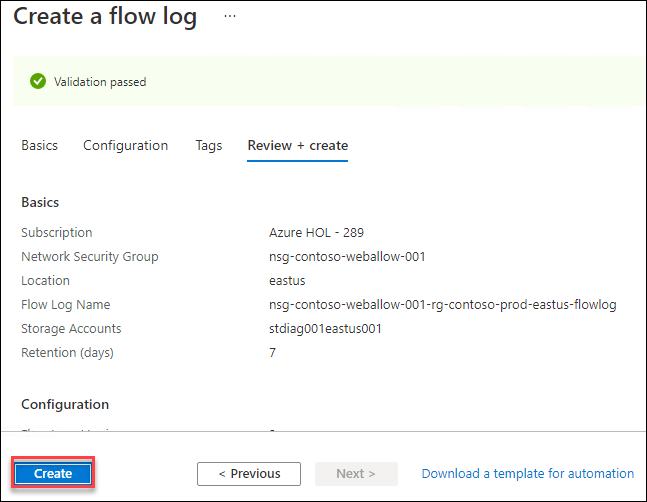 Create a flow log ...
Validation passed
Basics Configuration Tags Review + create
Basics
Subscription Azure HOL - 289
Network Security Group nsg-contoso-weballow-001
Location eastus
Flow Log Name nsg-contoso-weballow-001-rg-contoso-prod-eastus-flowlog
Storage Accounts stdiag001eastus001
Retention (days) 7
Configuration
Create < Previous Next > Download a template for automation